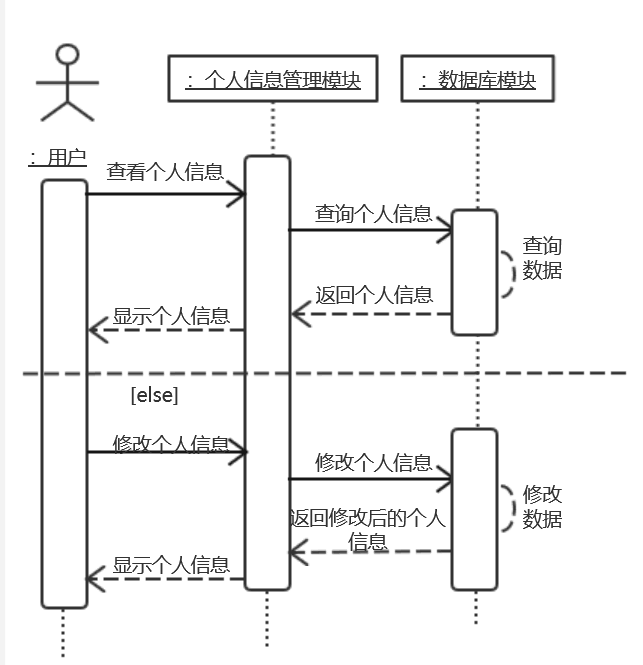 ：个人信息管理模块
：数据库模块
：用户
查看个人信息
查询个人信息
查询
数据
返回个人信息
显示个人信息
[else]
修改个人信息
修改个人信息
修改
数据
返回修改后的个人
信息
显示个人信息